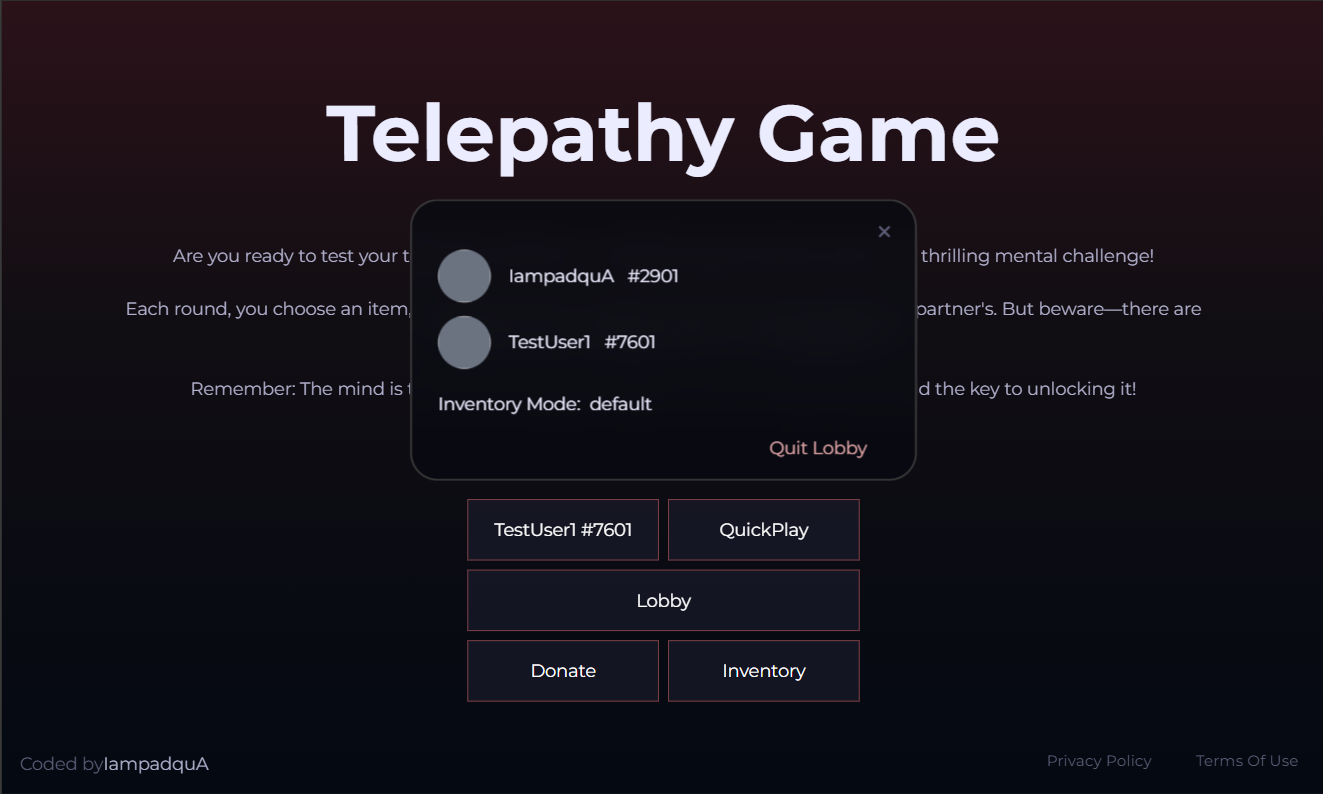 Telepathy Game
×
Are you ready to test your thrilling mental challenge!
lampadquA #2901
Each round, you choose an item, partner's. But beware—there are
TestUser1 #7601
Remember: The mind is the key to unlocking it!
Inventory Mode: default
Quit Lobby
TestUser1 #7601 QuickPlay
Lobby
Donate Inventory
Coded bylampadquA Privacy Policy Terms Of Use